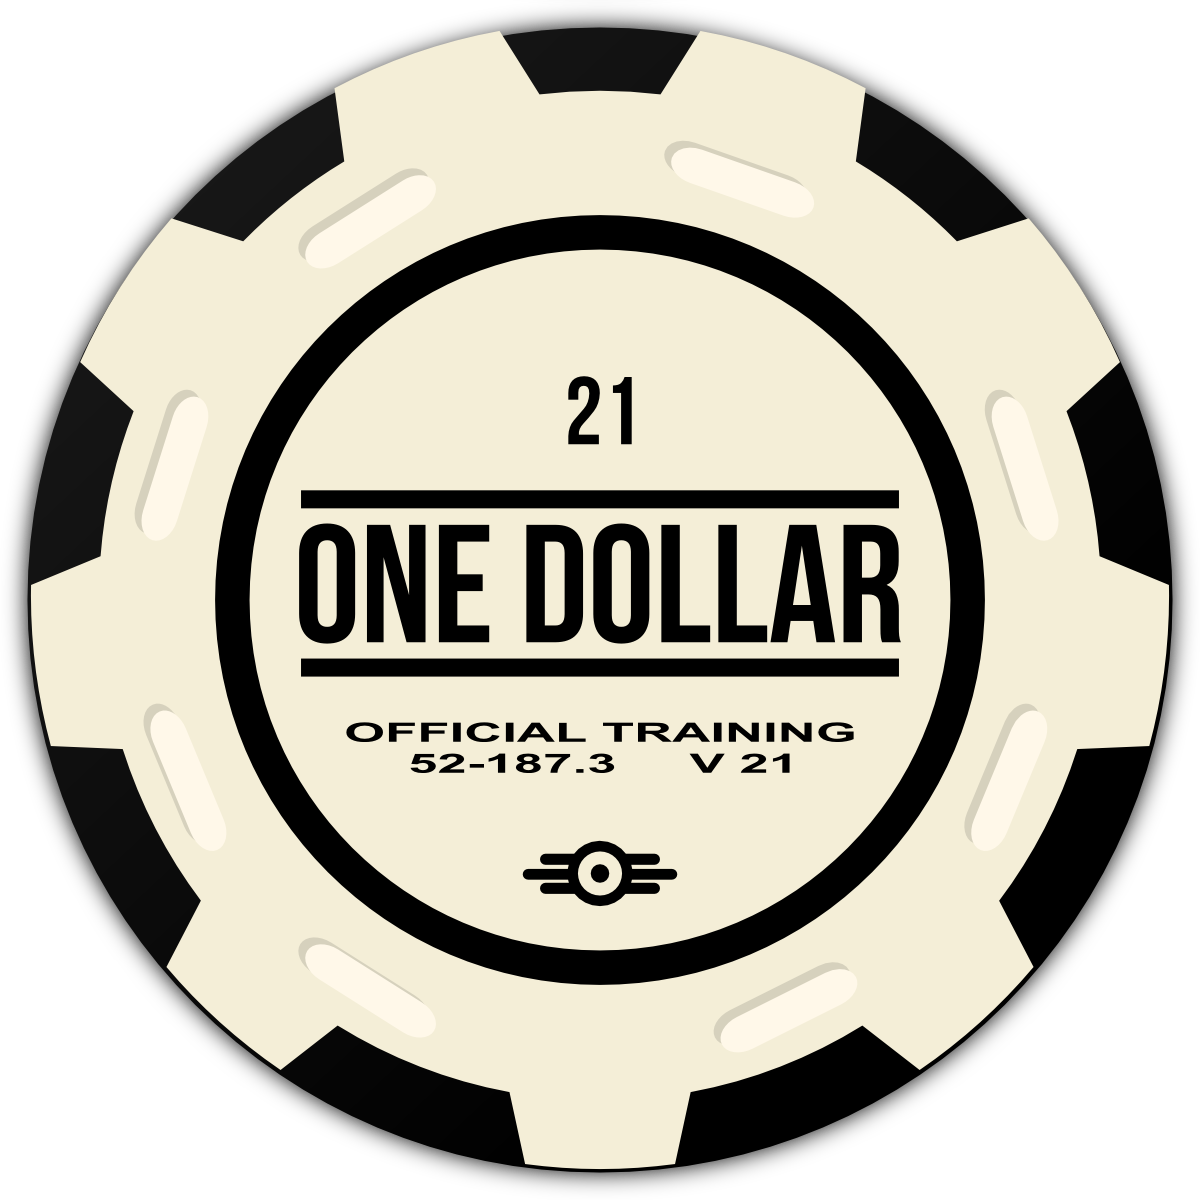 21
ONE DOLLAR
OFFICIAL TRAINING
52-187.3 V 21